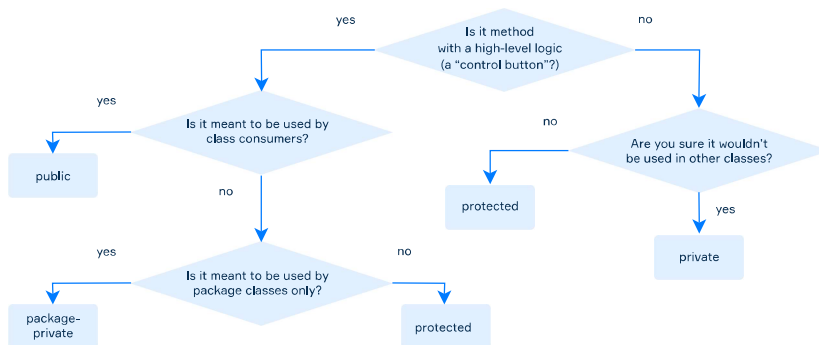 yes
no
Is it method
with a high-level logic
(a “control button”?)
yes
Is it meant to be used by
class consumers?
no
Are you sure it wouldn't
be used in other classes?
public
no
protected
yes
private
yes
Is it meant to be used by
package classes only?
no
package-
private
protected